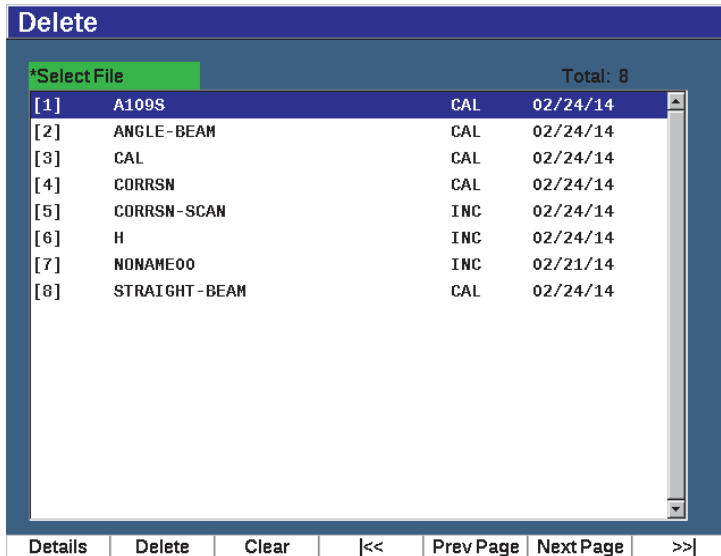 Delete
*Select File Total: 8
[1] A109S CAL 02/24/14
[2] ANGLE-BEAM CAL 02/24/14
[3] CAL CAL 02/24/14
[4] CORRSN CAL 02/24/14
[5] CORRSN-SCAN INC 02/24/14
[6] H INC 02/24/14
[7] NONAME00 INC 02/21/14
[8] STRAIGHT-BEAM CAL 02/24/14
Details Delete Clear |<< Prev Page Next Page >>|